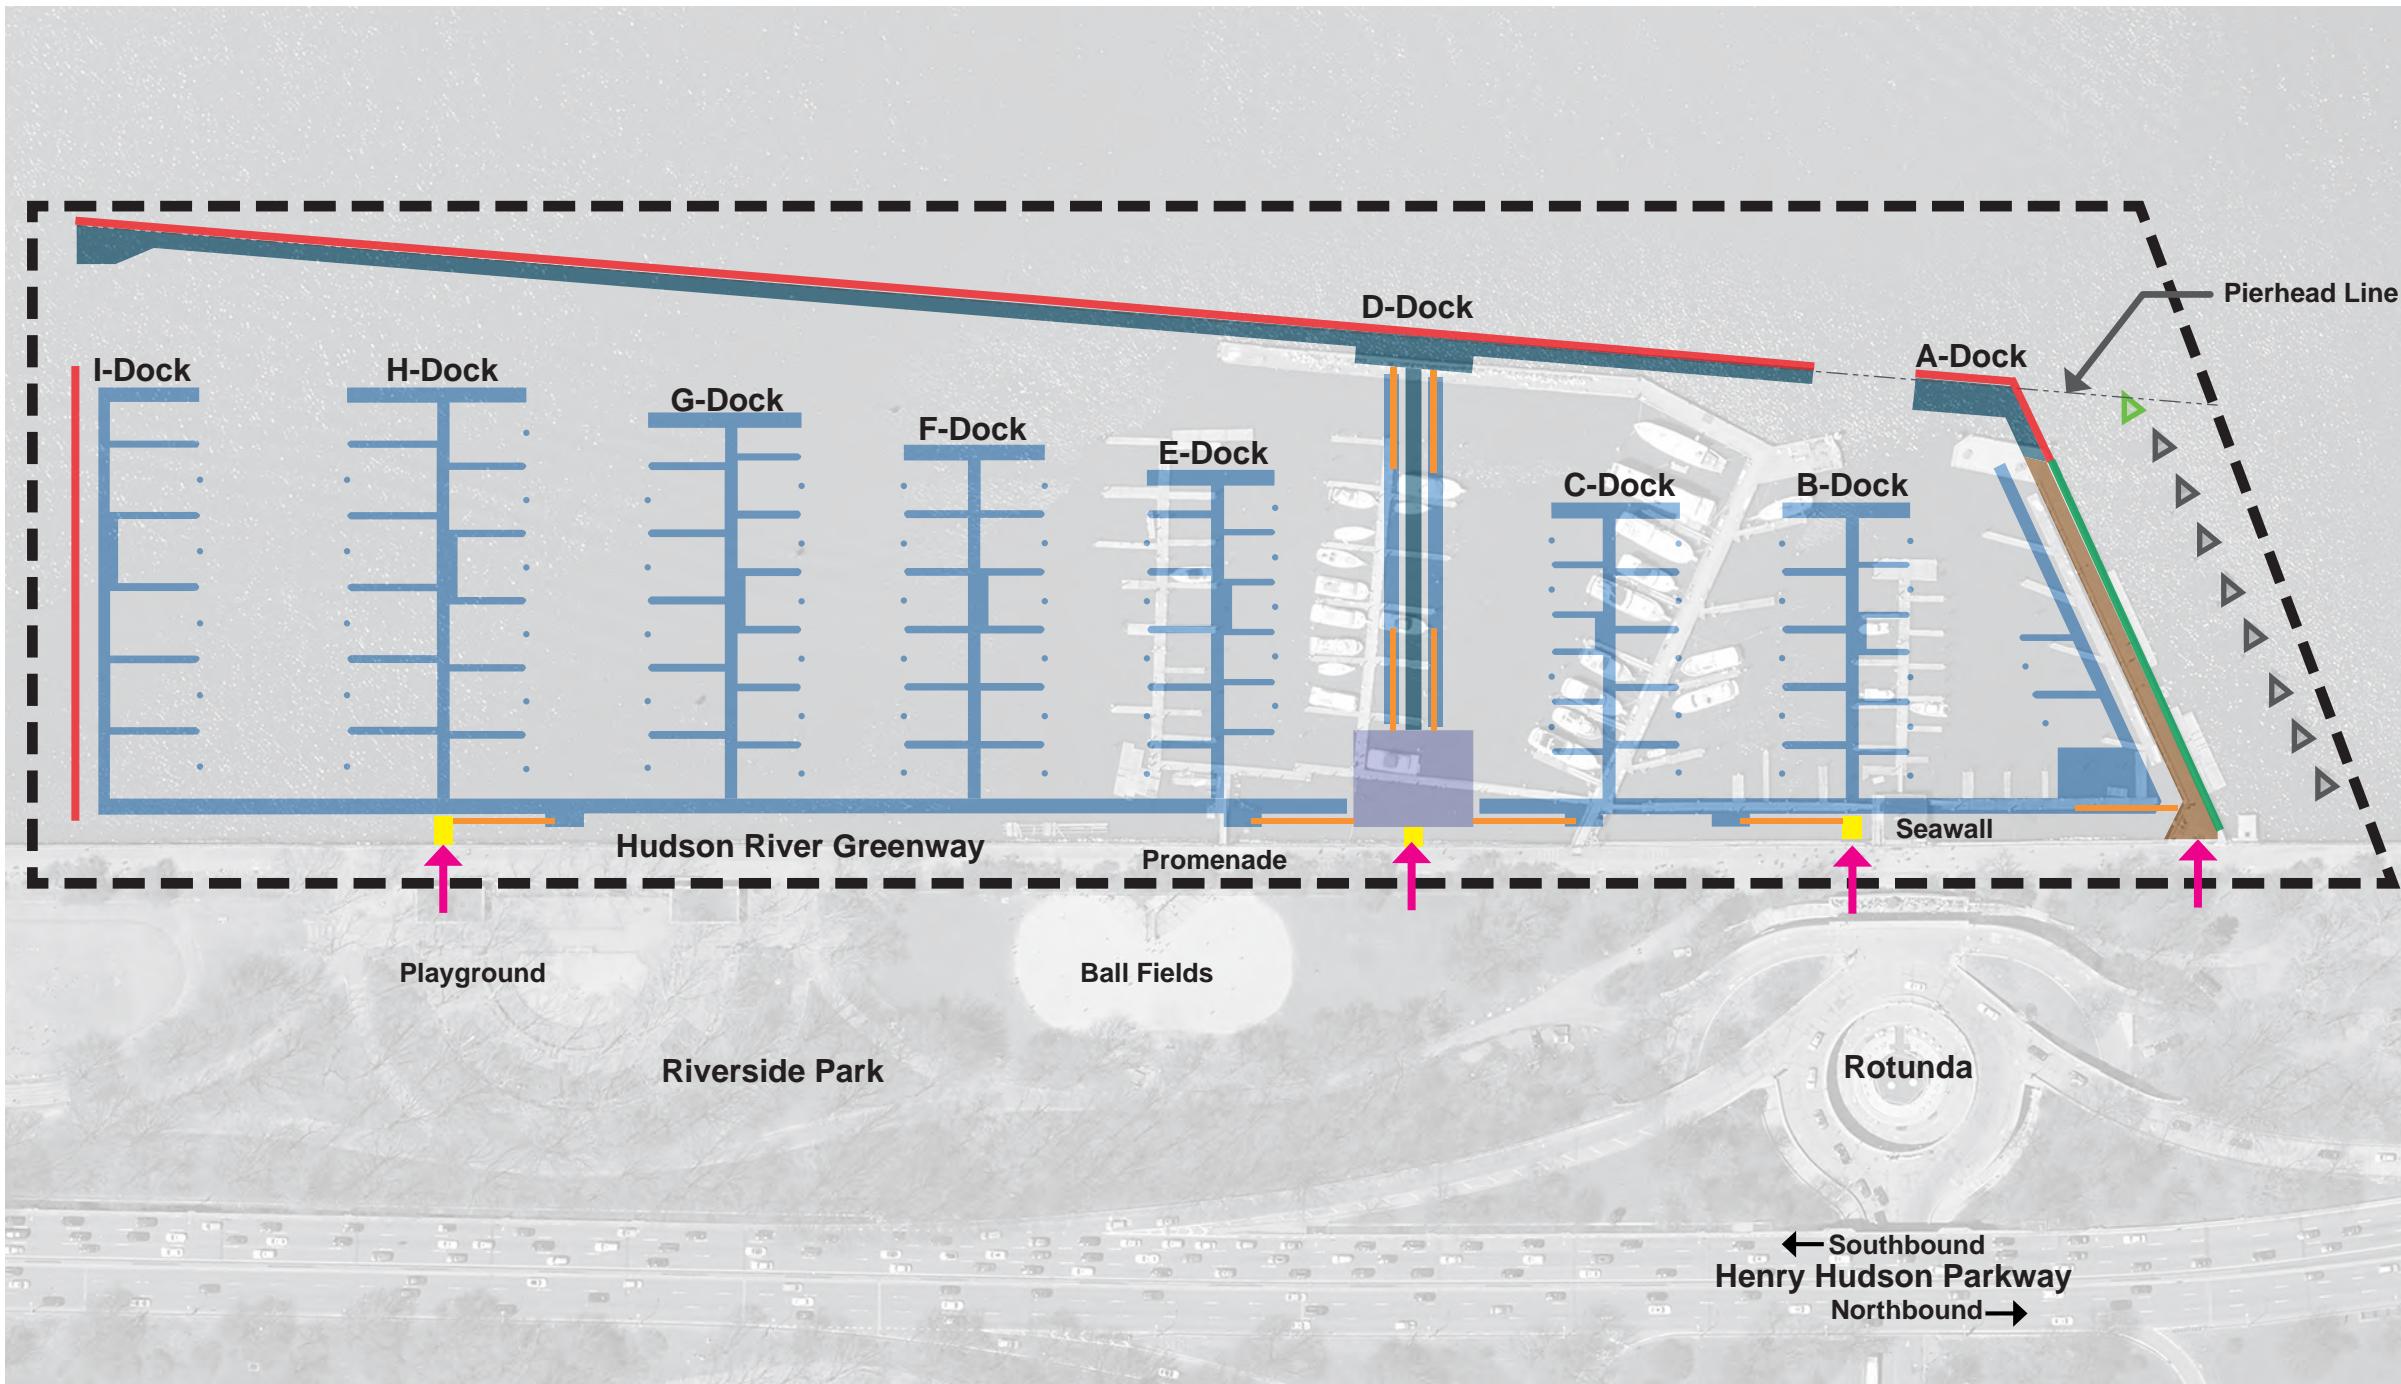 D-Dock
Pierhead Line
A-Dock
I-Dock
H-Dock
G-Dock
F-Dock
E-Dock
C-Dock
B-Dock
Hudson River Greenway
Promenade
Seawall
Playground
Ball Fields
Riverside Park
Rotunda
Southbound
Henry Hudson Parkway
Northbound